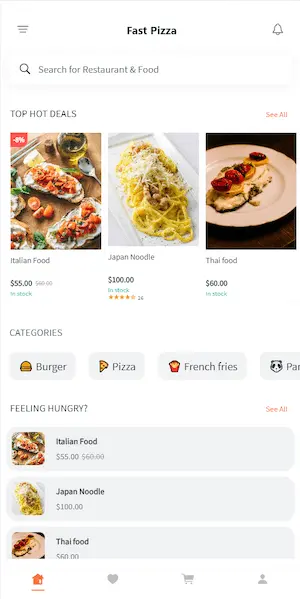 Fast Pizza
Search for Restaurant & Food
TOP HOT DEALS
See All
-8%
Italian Food
$55.00 $60.00
In stock
Japan Noodle
$100.00
In stock
16
Thai food
$60.00
In stock
CATEGORIES
Burger
Pizza
French fries
Par
FEELING HUNGRY?
See All
Italian Food
$55.00 $60.00
Japan Noodle
$100.00
Thai food
$60.00